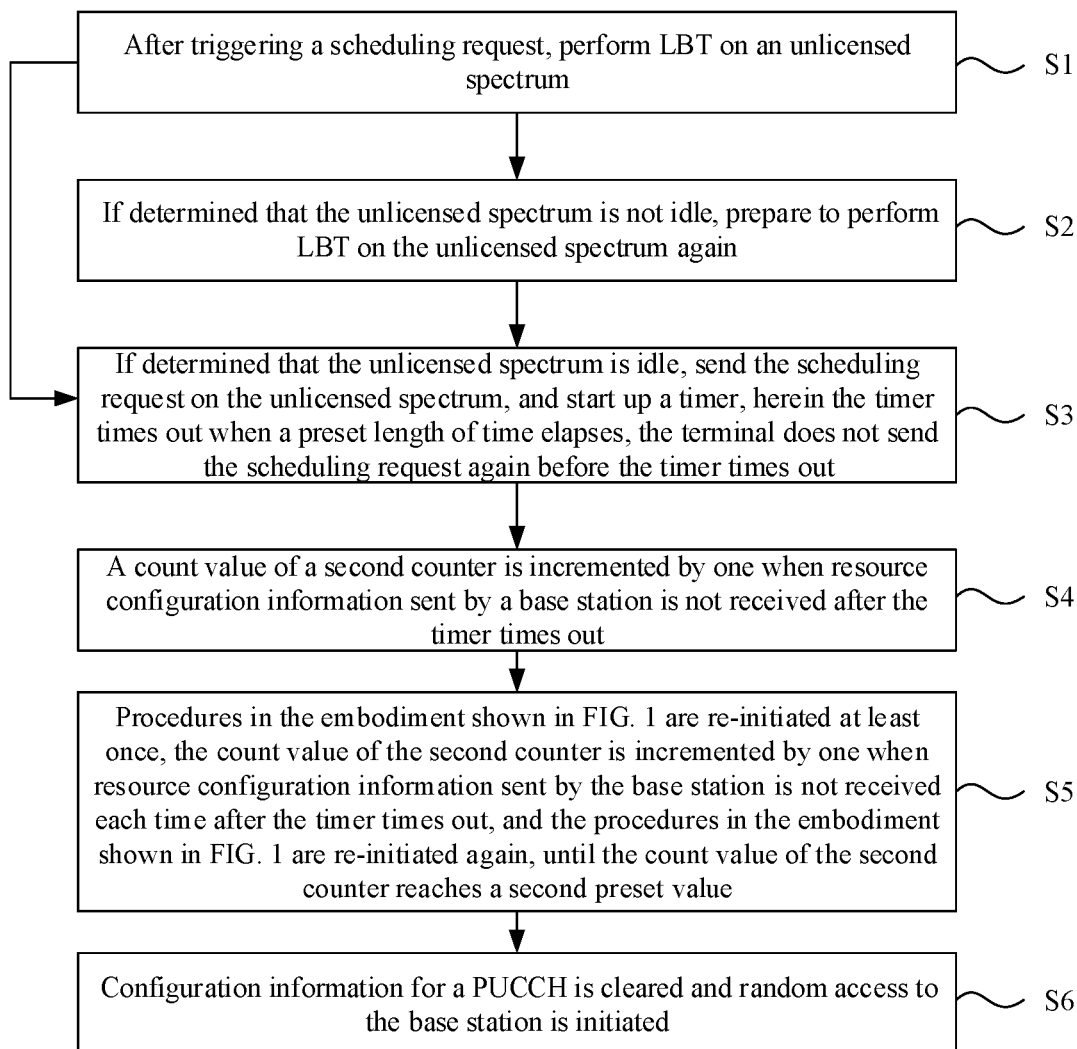 After triggering a scheduling request, perform LBT on an unlicensed
spectrum
S1
If determined that the unlicensed spectrum is not idle, prepare to perform
LBT on the unlicensed spectrum again
S2
If determined that the unlicensed spectrum is idle, send the scheduling
request on the unlicensed spectrum, and start up a timer, herein the timer
times out when a preset length of time elapses, the terminal does not send
the scheduling request again before the timer times out
S3
A count value of a second counter is incremented by one when resource
configuration information sent by a base station is not received after the
timer times out
S4
Procedures in the embodiment shown in FIG. 1 are re-initiated at least
once, the count value of the second counter is incremented by one when
resource configuration information sent by the base station is not received
each time after the timer times out, and the procedures in the embodiment
shown in FIG. 1 are re-initiated again, until the count value of the second
counter reaches a second preset value
S5
Configuration information for a PUCCH is cleared and random access to
the base station is initiated
S6